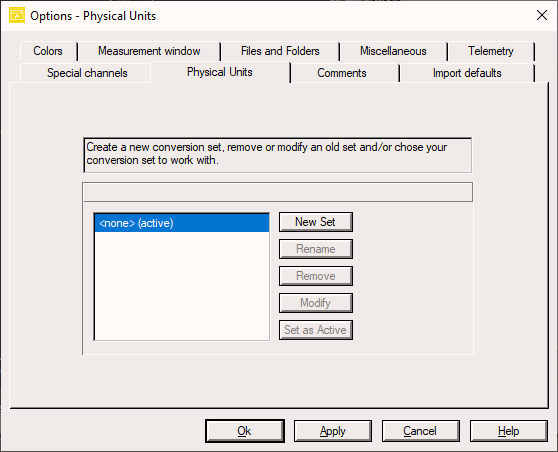 Options - Physical Units
Colors
Measurement window
Files and Folders
Miscellaneous
Telemetry
Special channels
Physical Units
Comments
Import defaults
Create a new conversion set, remove or modify an old set and/or chose your
conversion set to work with.
<none> (active)
New Set
Rename
Remove
Modify
Set as Active
Ok
Apply
Cancel
Help